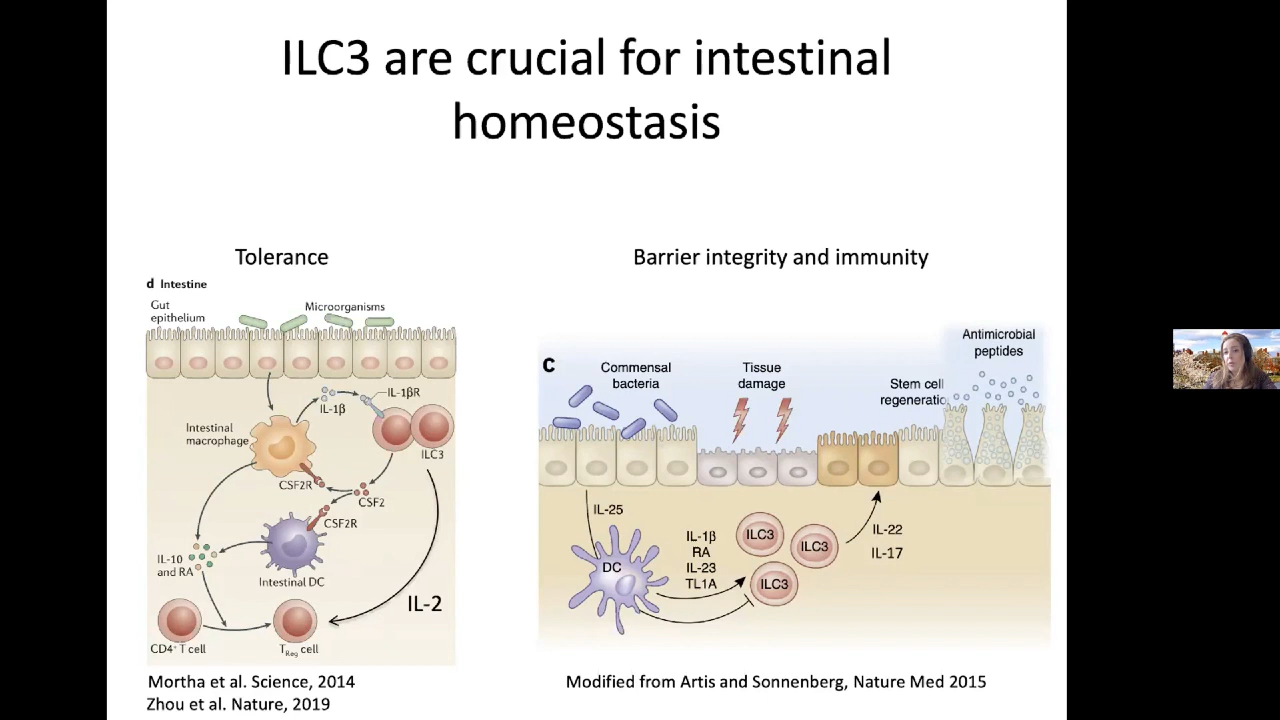 ILC3 are crucial for intestinal
homeostasis
Tolerance
d Intestine
Gut
epithelium
Microorganisms
IL-1β
IL-1βR
Intestinal
macrophage
ILC3
CSF2R
CSF2
CSF2R
IL-10
and RA
Intestinal DC
IL-2
CD4⁺ T cell
TReg cell
Mortha et al. Science, 2014
Zhou et al. Nature, 2019
Barrier integrity and immunity
C
Commensal
bacteria
Tissue
damage
Stem cell
regeneratio
Antimicrobial
peptides
IL-25
DC
IL-1β
RA
IL-23
TL1A
ILC3
ILC3
ILC3
IL-22
IL-17
Modified from Artis and Sonnenberg, Nature Med 2015